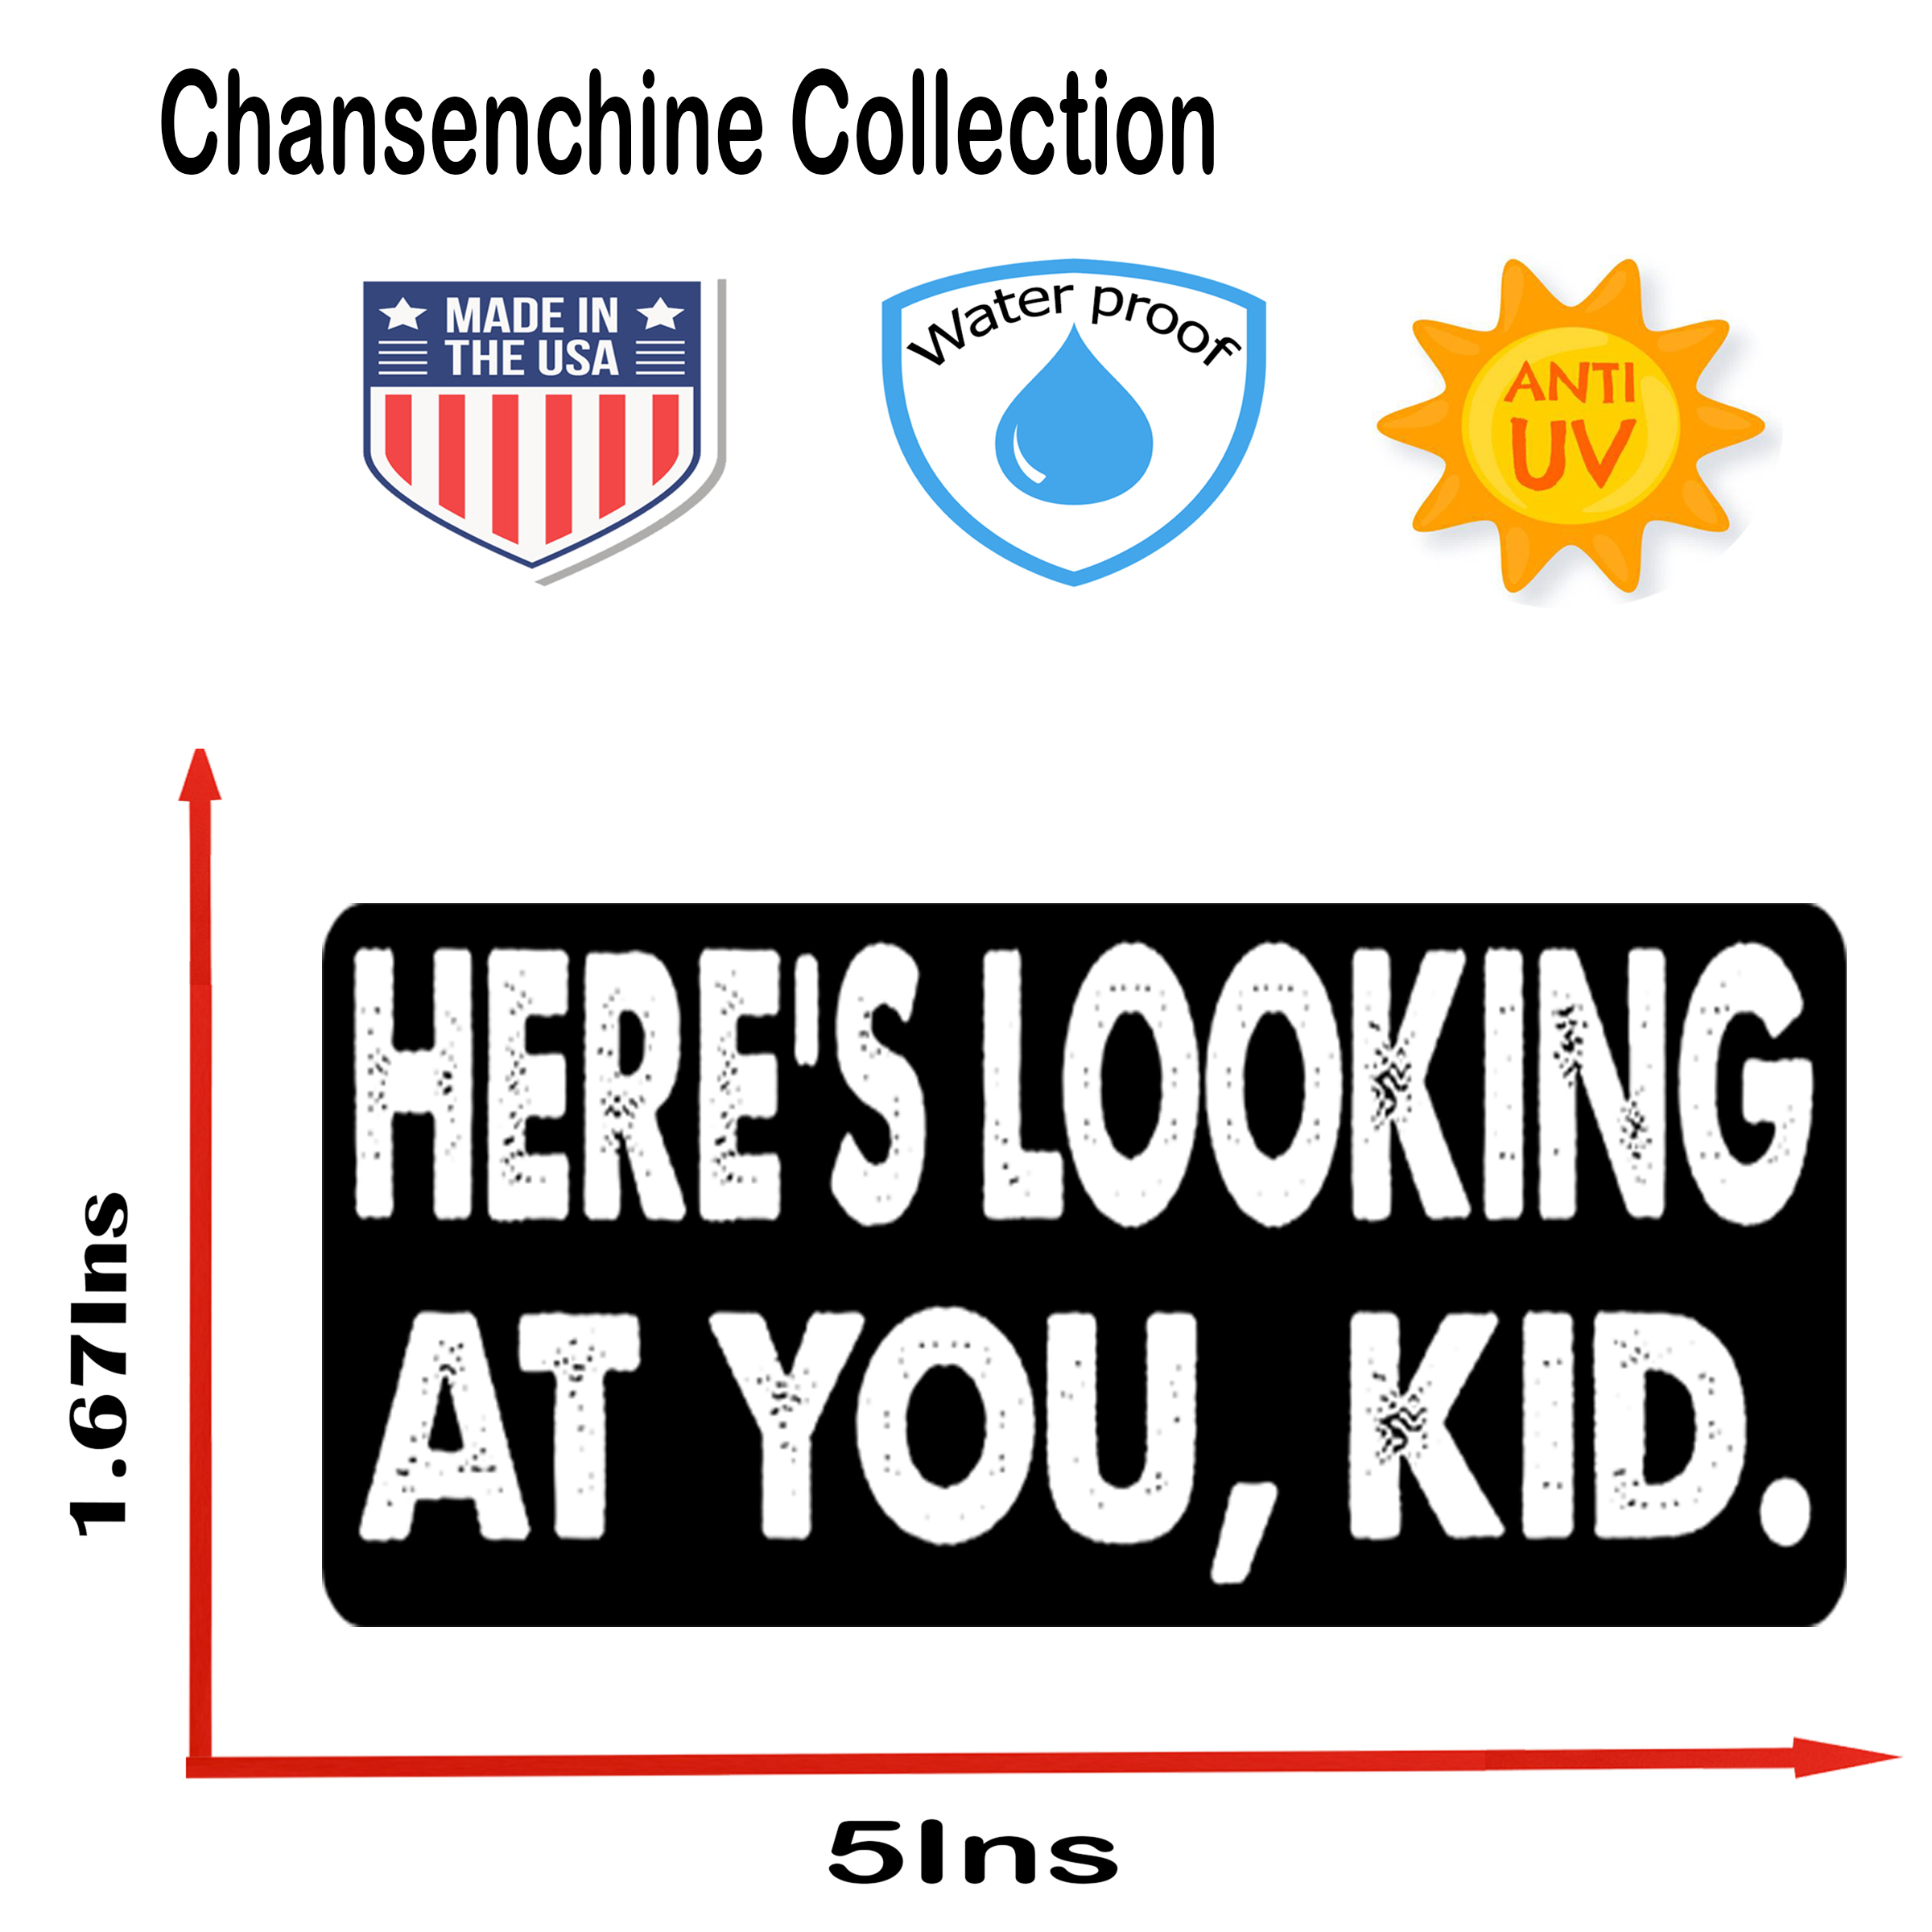 Chansenchine Collection
MADE IN
THE USA
Water proof
ANTI
UV
1.67Ins
HERE'S LOOKING
AT YOU, KID.
5Ins